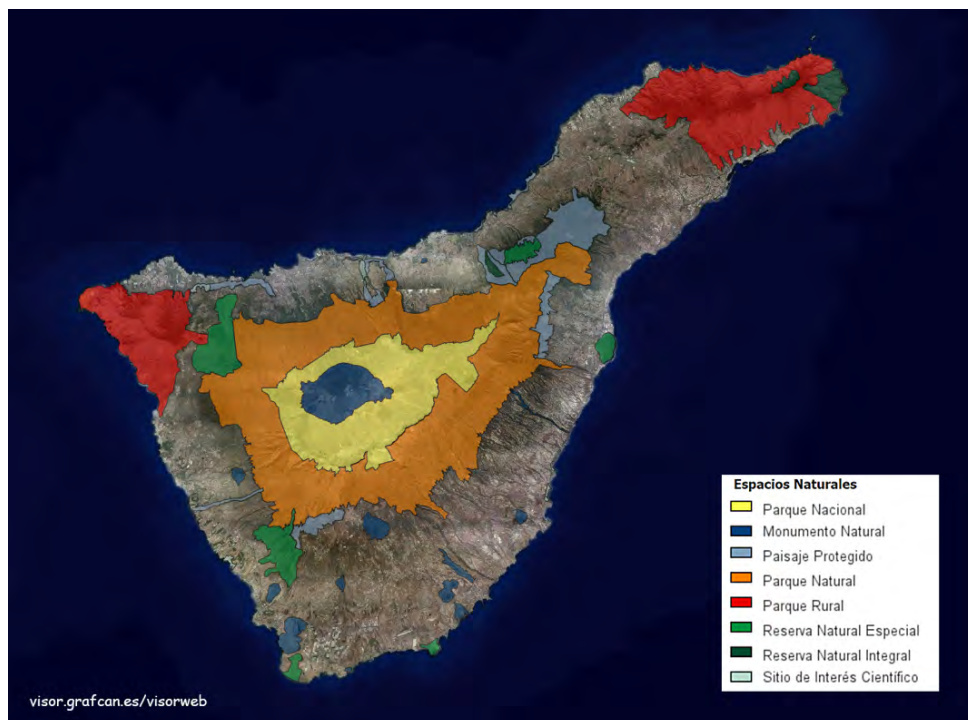 Espacios Naturales
Parque Nacional
Monumento Natural
Paisaje Protegido
Parque Natural
Parque Rural
Reserva Natural Especial
Reserva Natural Integral
Sitio de Interés Científico
visor.grafcan.es/visorweb